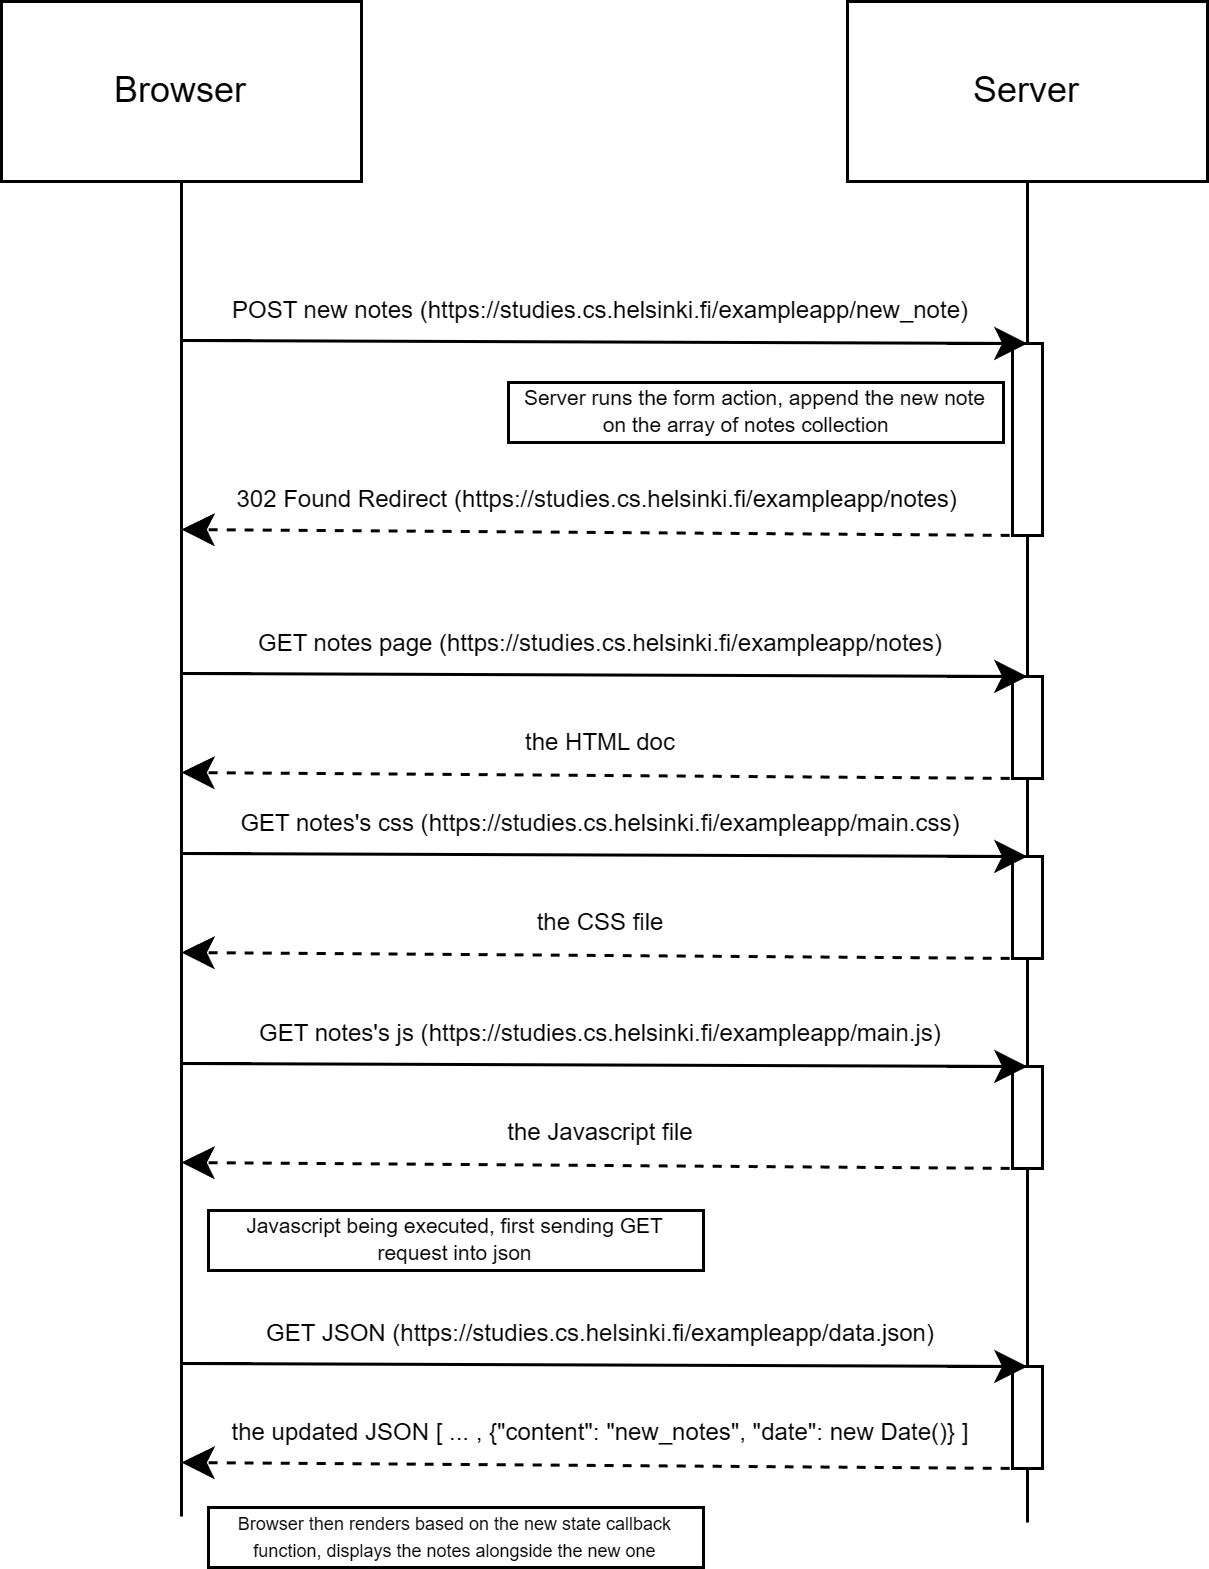 Browser
Server
POST new notes (https://studies.cs.helsinki.fi/exampleapp/new_note)
Server runs the form action, append the new note
on the array of notes collection
302 Found Redirect (https://studies.cs.helsinki.fi/exampleapp/notes)
GET notes page (https://studies.cs.helsinki.fi/exampleapp/notes)
the HTML doc
GET notes's css (https://studies.cs.helsinki.fi/exampleapp/main.css)
the CSS file
GET notes's js (https://studies.cs.helsinki.fi/exampleapp/main.js)
the Javascript file
Javascript being executed, first sending GET
request into json
GET JSON (https://studies.cs.helsinki.fi/exampleapp/data.json)
the updated JSON [ ... , {"content": "new_notes", "date": new Date()} ]
Browser then renders based on the new state callback
function, displays the notes alongside the new one